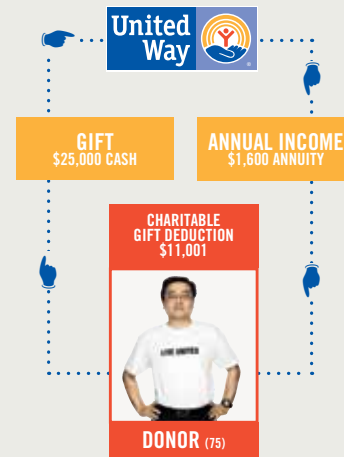 United
Way
GIFT
$25,000 CASH
ANNUAL INCOME
$1,600 ANNUITY
CHARITABLE
GIFT DEDUCTION
$11,001
LIVE UNITED
DONOR (75)